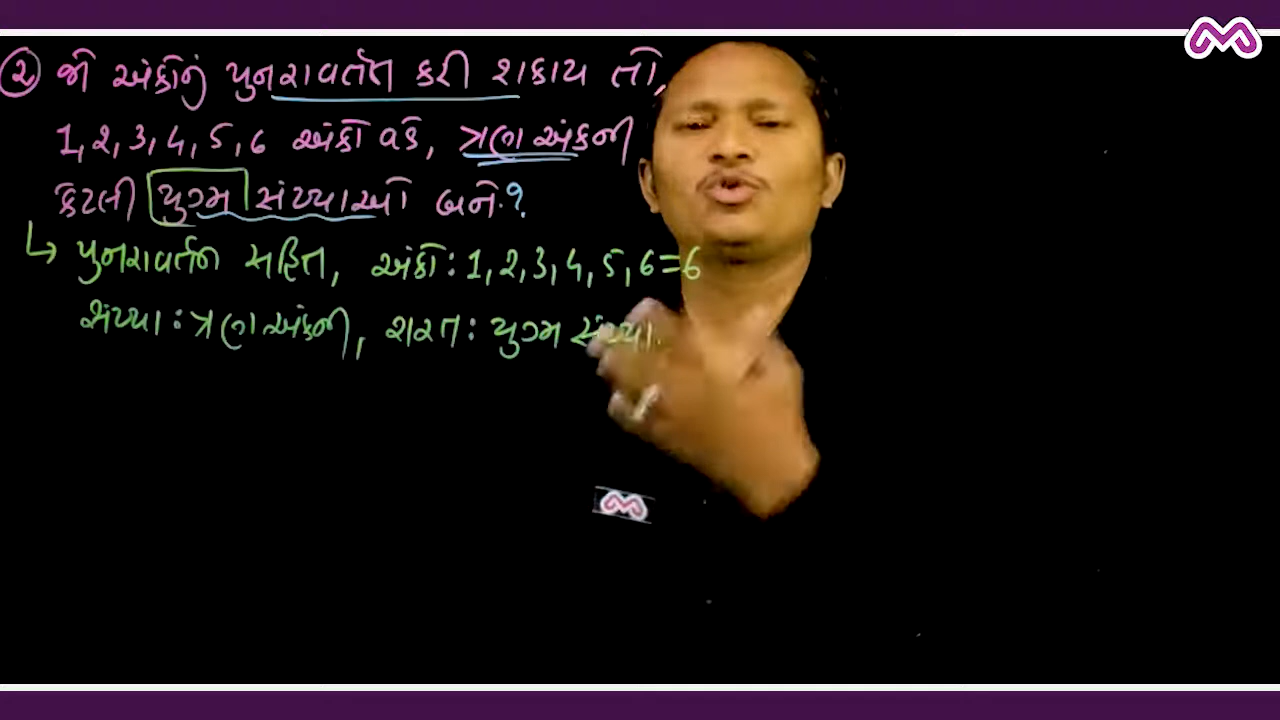 ૨ જો અંકોનું પુનરાવર્તન કરી શકાય તો,
1, 2, 3, 4, 5, 6 અંકો વડે, ત્રણ અંકની
કેટલી યુગ્મ સંખ્યાઓ બને?
↳ પુનરાવર્તન સહિત, અંકો : 1, 2, 3, 4, 5, 6 = 6
સંખ્યા : ત્રણ અંકની, શરત : યુગ્મ સંખ્યા.